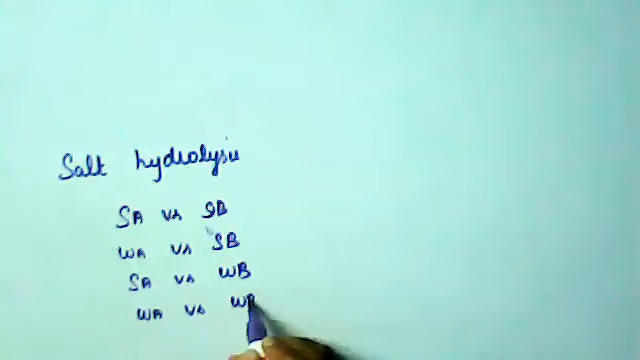 Salt hydrolysis
SA vs SB
WA vs SB
SA vs WB
WA vs WB